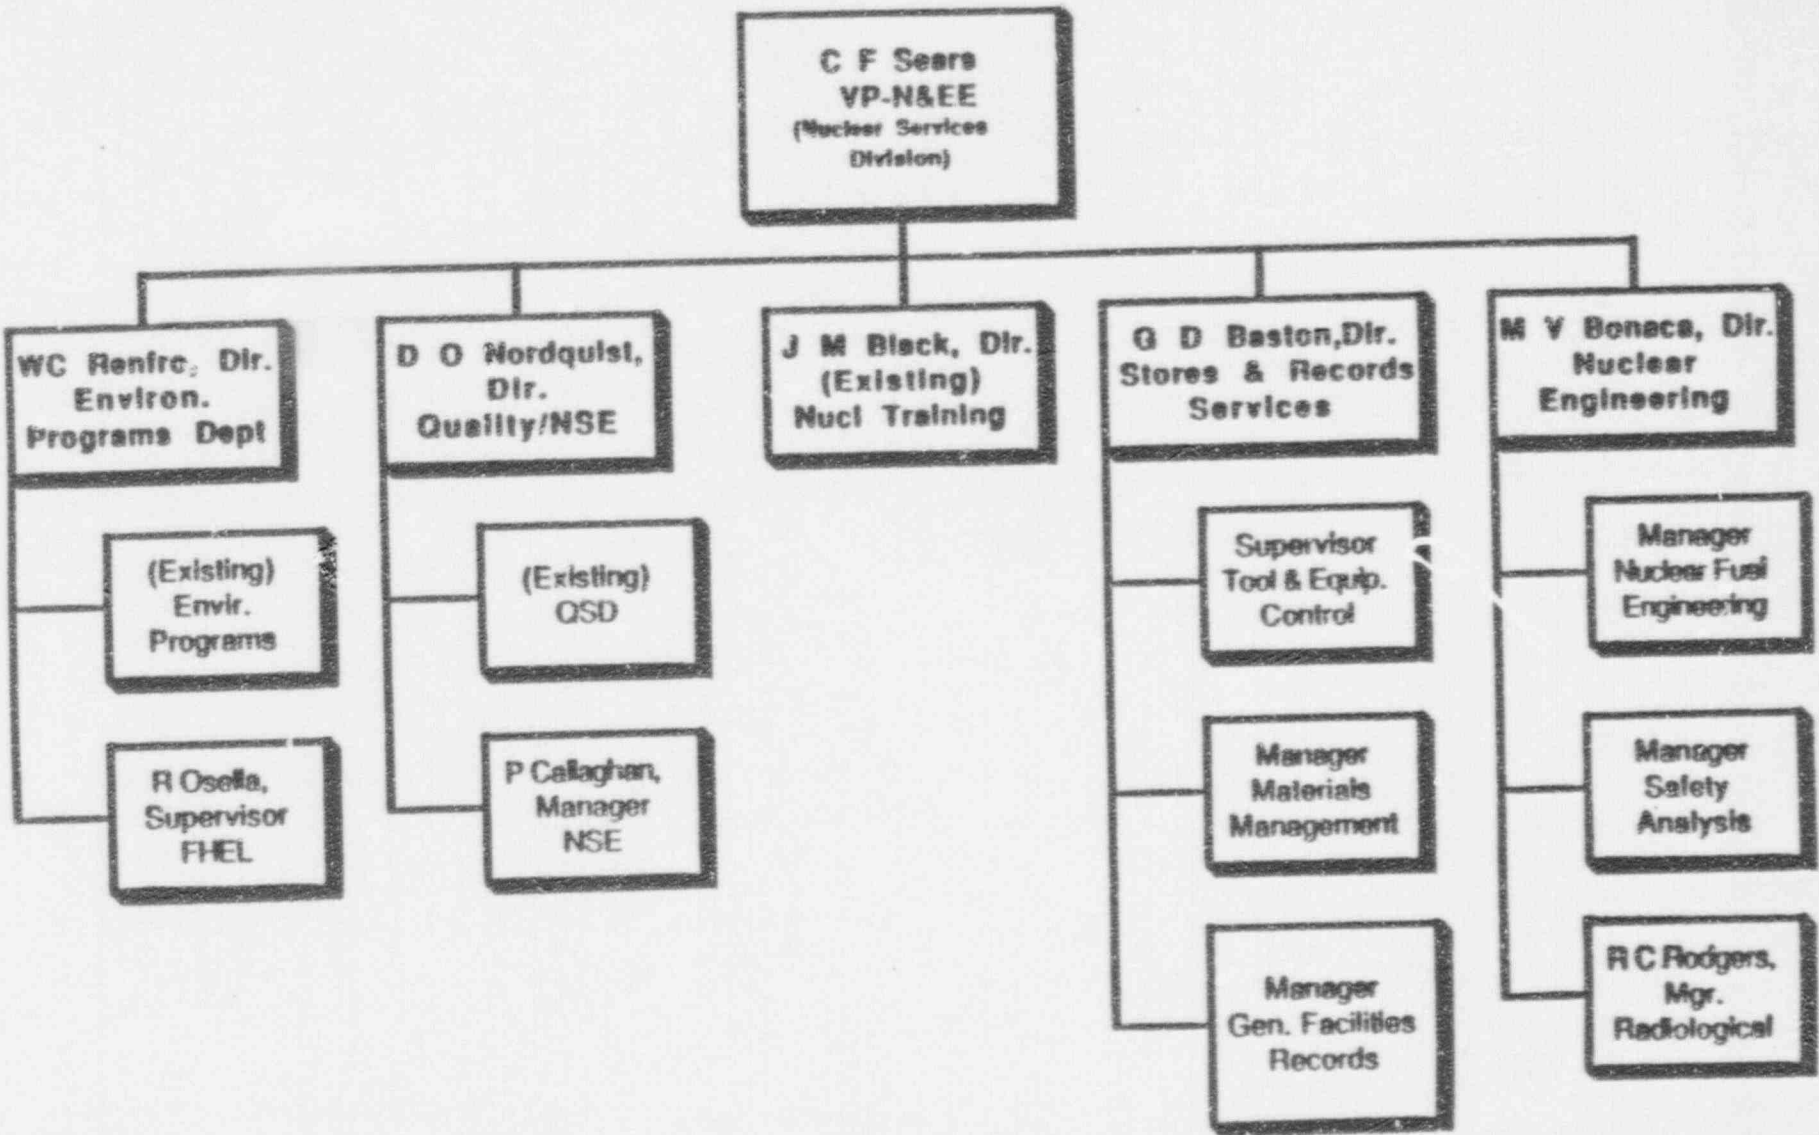 C F Sears
VP-N&EE
(Nuclear Services
Division)
WC Renfro, Dir.
Environ.
Programs Dept
D O Nordquist,
Dir.
Quality/NSE
J M Black, Dir.
(Existing)
Nucl Training
G D Baston,Dir.
Stores & Records
Services
M V Bonaca, Dir.
Nuclear
Engineering
(Existing)
Envir.
Programs
R Osella,
Supervisor
FHEL
(Existing)
QSD
P Callaghan,
Manager
NSE
Supervisor
Tool & Equip.
Control
Manager
Materials
Management
Manager
Gen. Facilities
Records
Manager
Nuclear Fuel
Engineering
Manager
Safety
Analysis
R C Rodgers,
Mgr.
Radiological